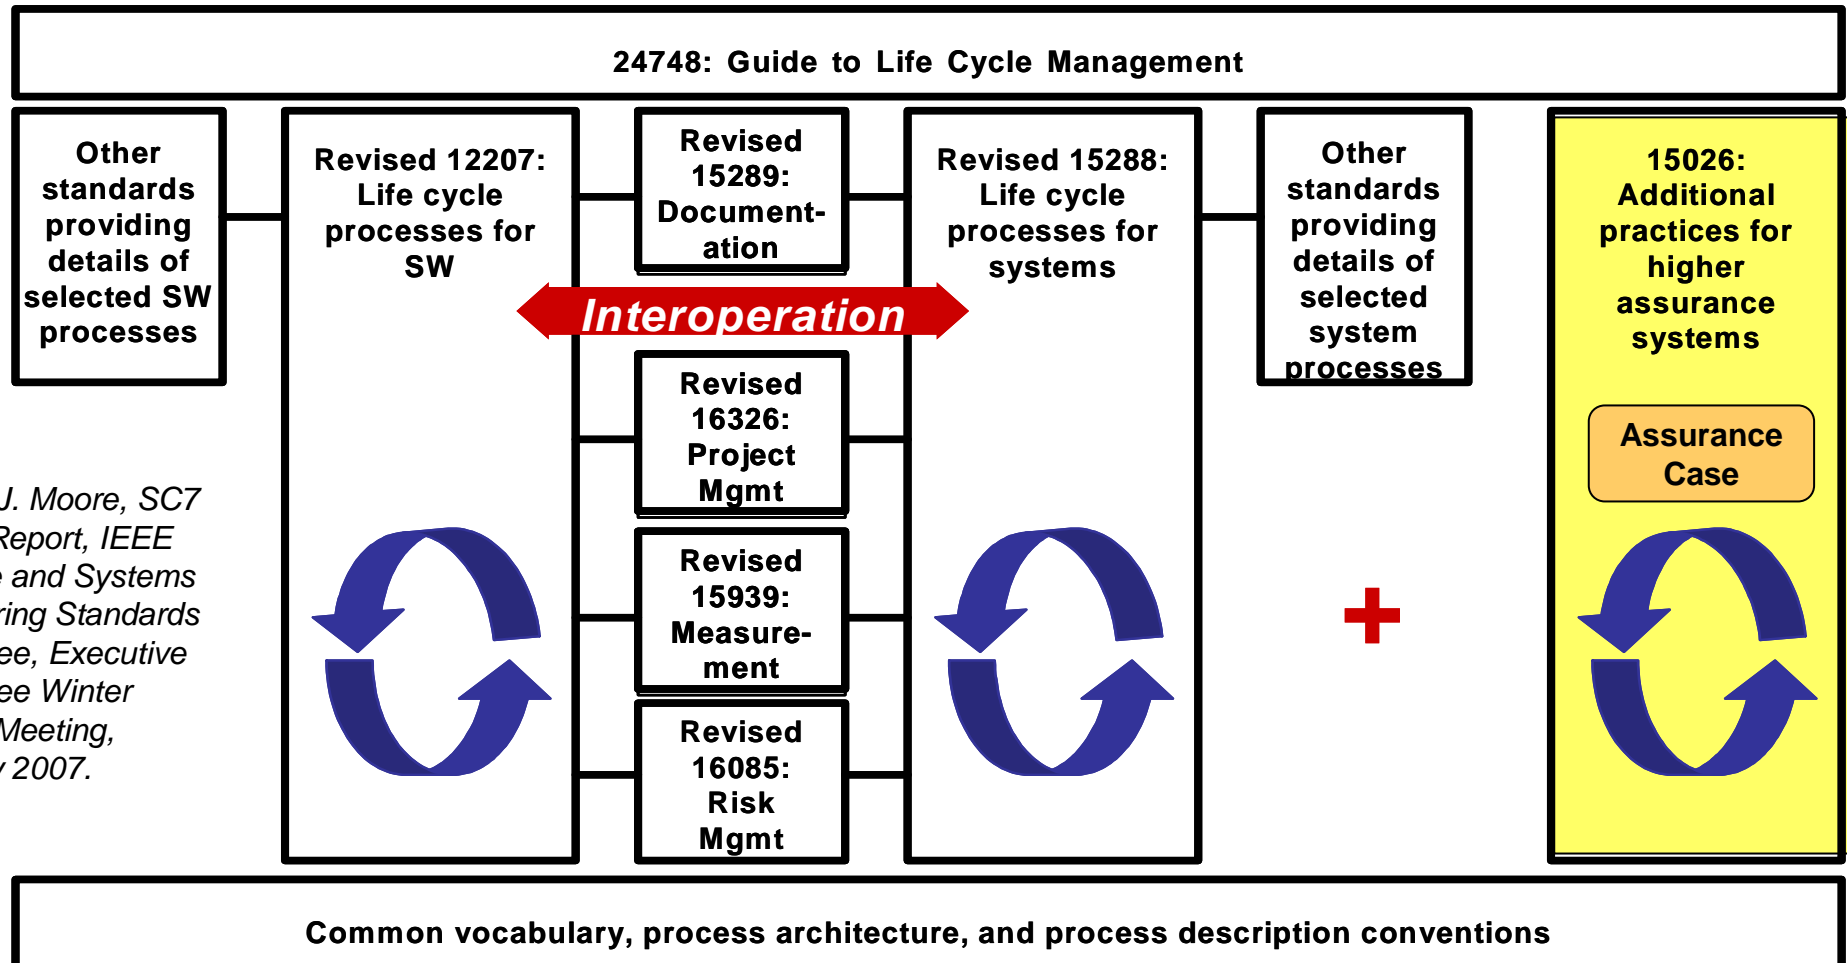 24748: Guide to Life Cycle Management
Other
standards
providing
details of
selected SW
processes
Revised 12207:
Life cycle
processes for
SW
Revised
15289:
Document-
ation
Revised 15288:
Life cycle
processes for
systems
Other
standards
providing
details of
selected
system
processes
15026:
Additional
practices for
higher
assurance
systems
Interoperation
Revised
16326:
Project
Mgmt
Assurance
Case
J. Moore, SC7
Report, IEEE
e and Systems
ring Standards
ee, Executive
ee Winter
Meeting,
y 2007.
Revised
15939:
Measure-
ment
+
Revised
16085:
Risk
Mgmt
Common vocabulary, process architecture, and process description conventions